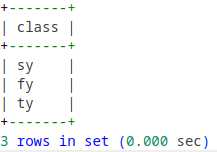 +-------+
| class |
+-------+
| sy    |
| fy    |
| ty    |
+-------+
3 rows in set (0.000 sec)